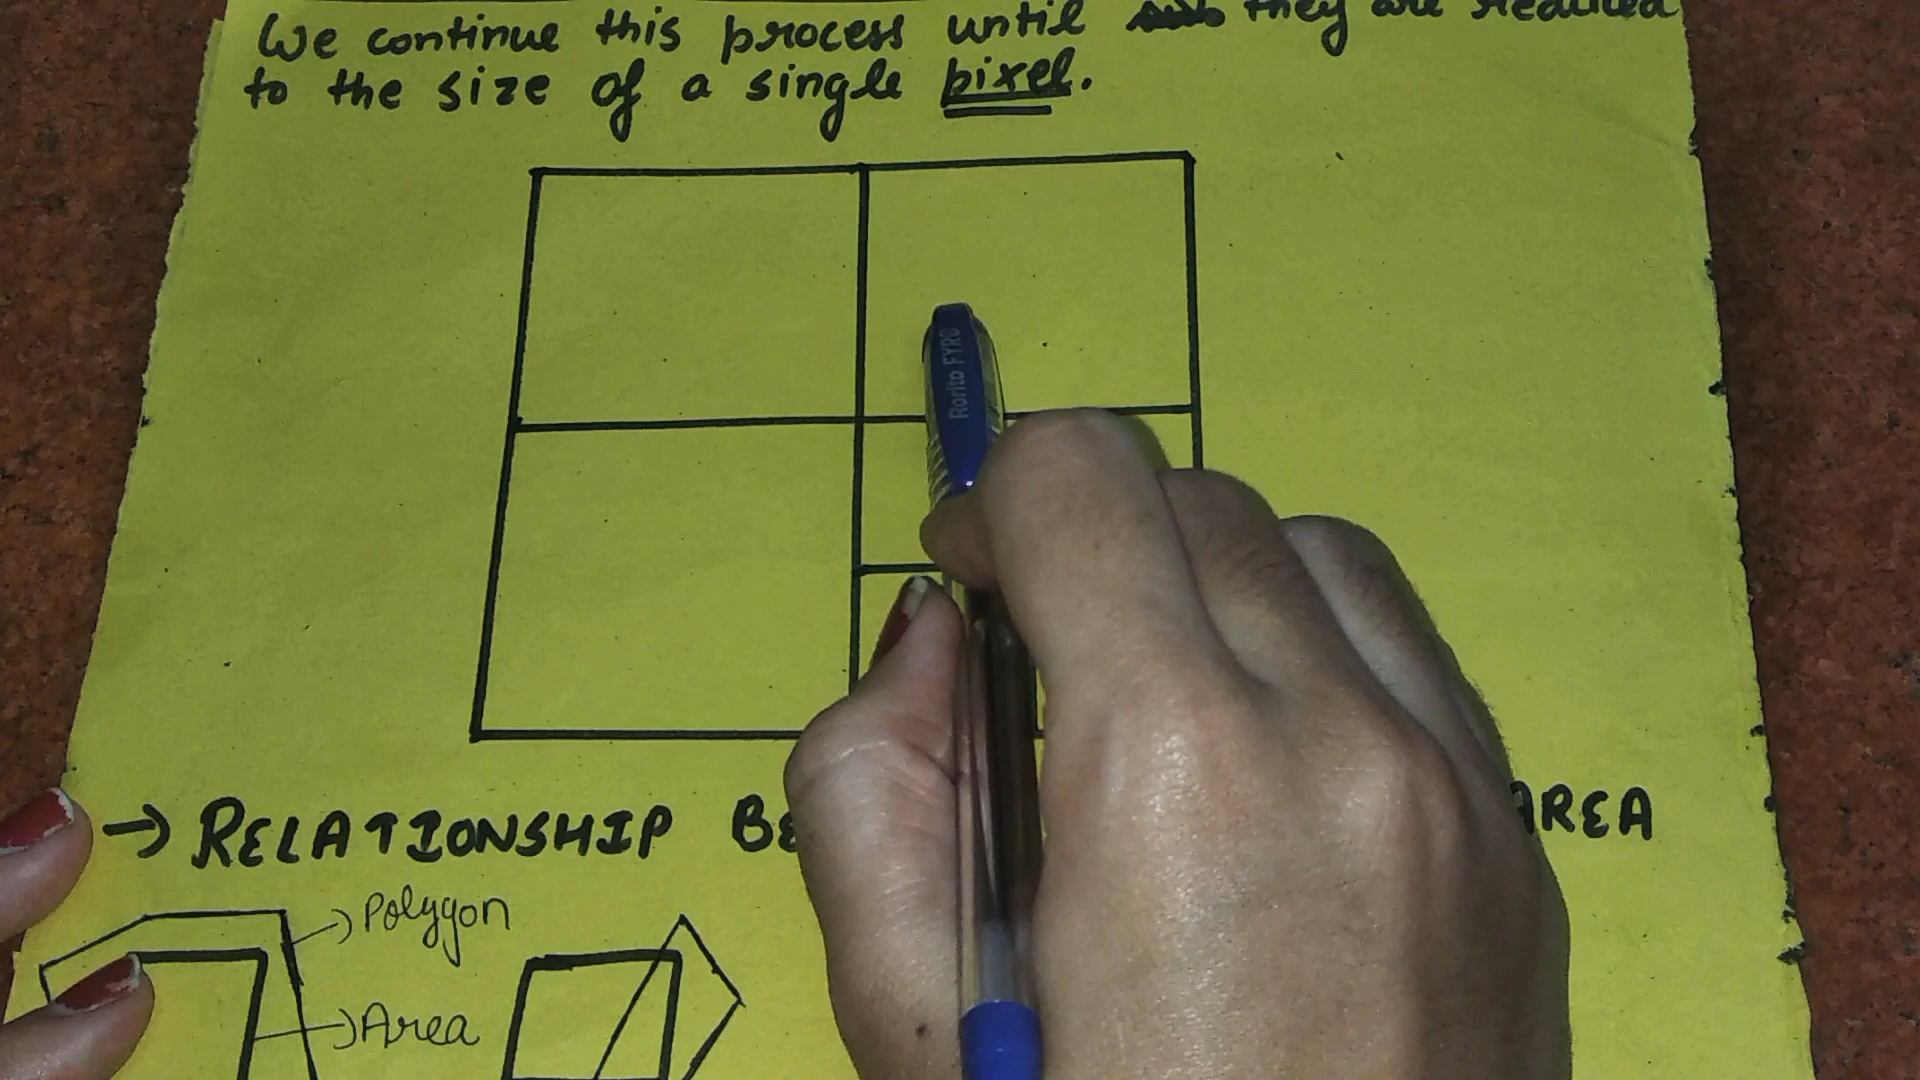 We continue this process until they are reduced
to the size of a single pixel.
Rorito FYRO
→ RELATIONSHIP BE AREA
Polygon
Area